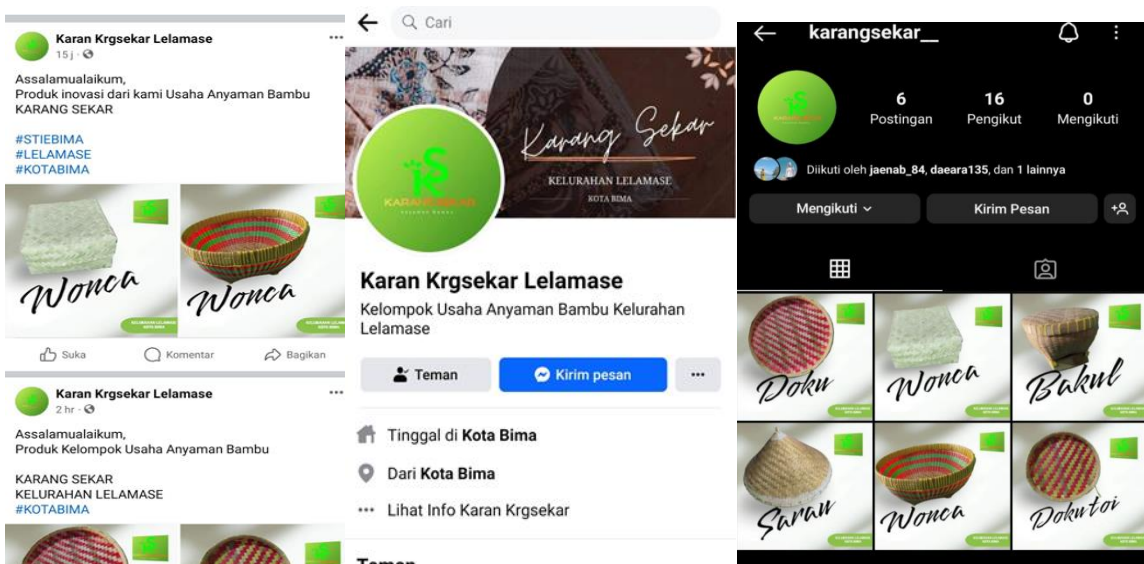 Karan Krgsekar Lelamase
15 j
Assalamualaikum,
Produk inovasi dari kami Usaha Anyaman Bambu
KARANG SEKAR
#STIEBIMA
#LELAMASE
#KOTABIMA
Wonca
Wonca
Suka
Komentar
Bagikan
Karan Krgsekar Lelamase
2 hr
Assalamualaikum,
Produk Kelompok Usaha Anyaman Bambu
KARANG SEKAR
KELURAHAN LELAMASE
#KOTABIMA
Cari
Karang Sekar
KELURAHAN LELAMASE
KOTA BIMA
KARANG SEKAR
Karan Krgsekar Lelamase
Kelompok Usaha Anyaman Bambu Kelurahan
Lelamase
Teman
Kirim pesan
Tinggal di Kota Bima
Dari Kota Bima
Lihat Info Karan Krgsekar
Teman
karangsekar__
6
Postingan
16
Pengikut
0
Mengikuti
Diikuti oleh jaenab_84, daeara135, dan 1 lainnya
Mengikuti
Kirim Pesan
Doku
Wonca
Bakul
Sarau
Wonca
Dokutoi